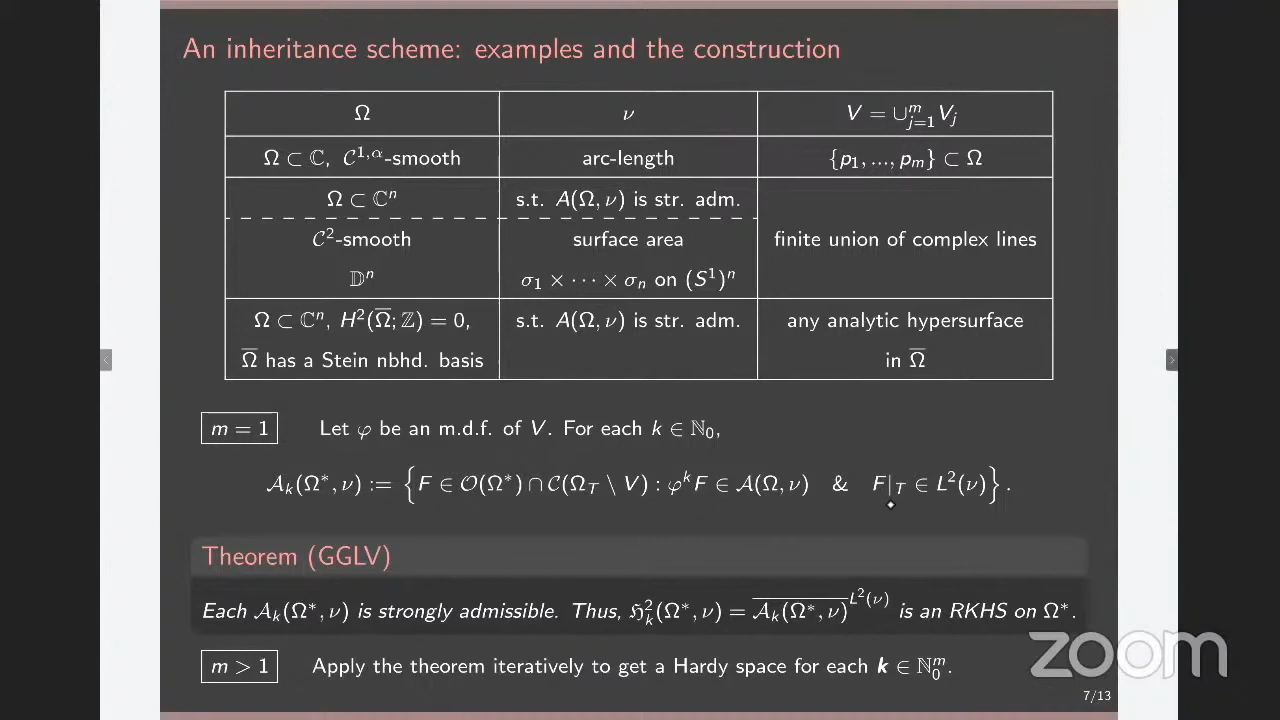 An inheritance scheme: examples and the construction
Ω ν V = ∪_{j=1}^m V_j
Ω ⊂ ℂ, 𝒞^{1,α}-smooth arc-length {p_1, ..., p_m} ⊂ Ω
Ω ⊂ ℂ^n s.t. A(Ω, ν) is str. adm.
𝒞^2-smooth surface area finite union of complex lines
𝔻^n σ_1 × ··· × σ_n on (S^1)^n
Ω ⊂ ℂ^n, H^2(Ω̅; ℤ) = 0, s.t. A(Ω, ν) is str. adm. any analytic hypersurface
Ω̅ has a Stein nbhd. basis in Ω̅
m = 1 Let φ be an m.d.f. of V. For each k ∈ ℕ_0,
𝒜_k(Ω*, ν) := {F ∈ 𝒪(Ω*) ∩ 𝒞(Ω_T \ V) : φ^k F ∈ 𝒜(Ω, ν) & F|_T ∈ L^2(ν)}.
Theorem (GGLV)
Each 𝒜_k(Ω*, ν) is strongly admissible. Thus, ℌ_k^2(Ω*, ν) = \overline{𝒜_k(Ω*, ν)}^{L^2(ν)} is an RKHS on Ω*.
m > 1 Apply the theorem iteratively to get a Hardy space for each k ∈ ℕ_0^m.
zoom
7/13